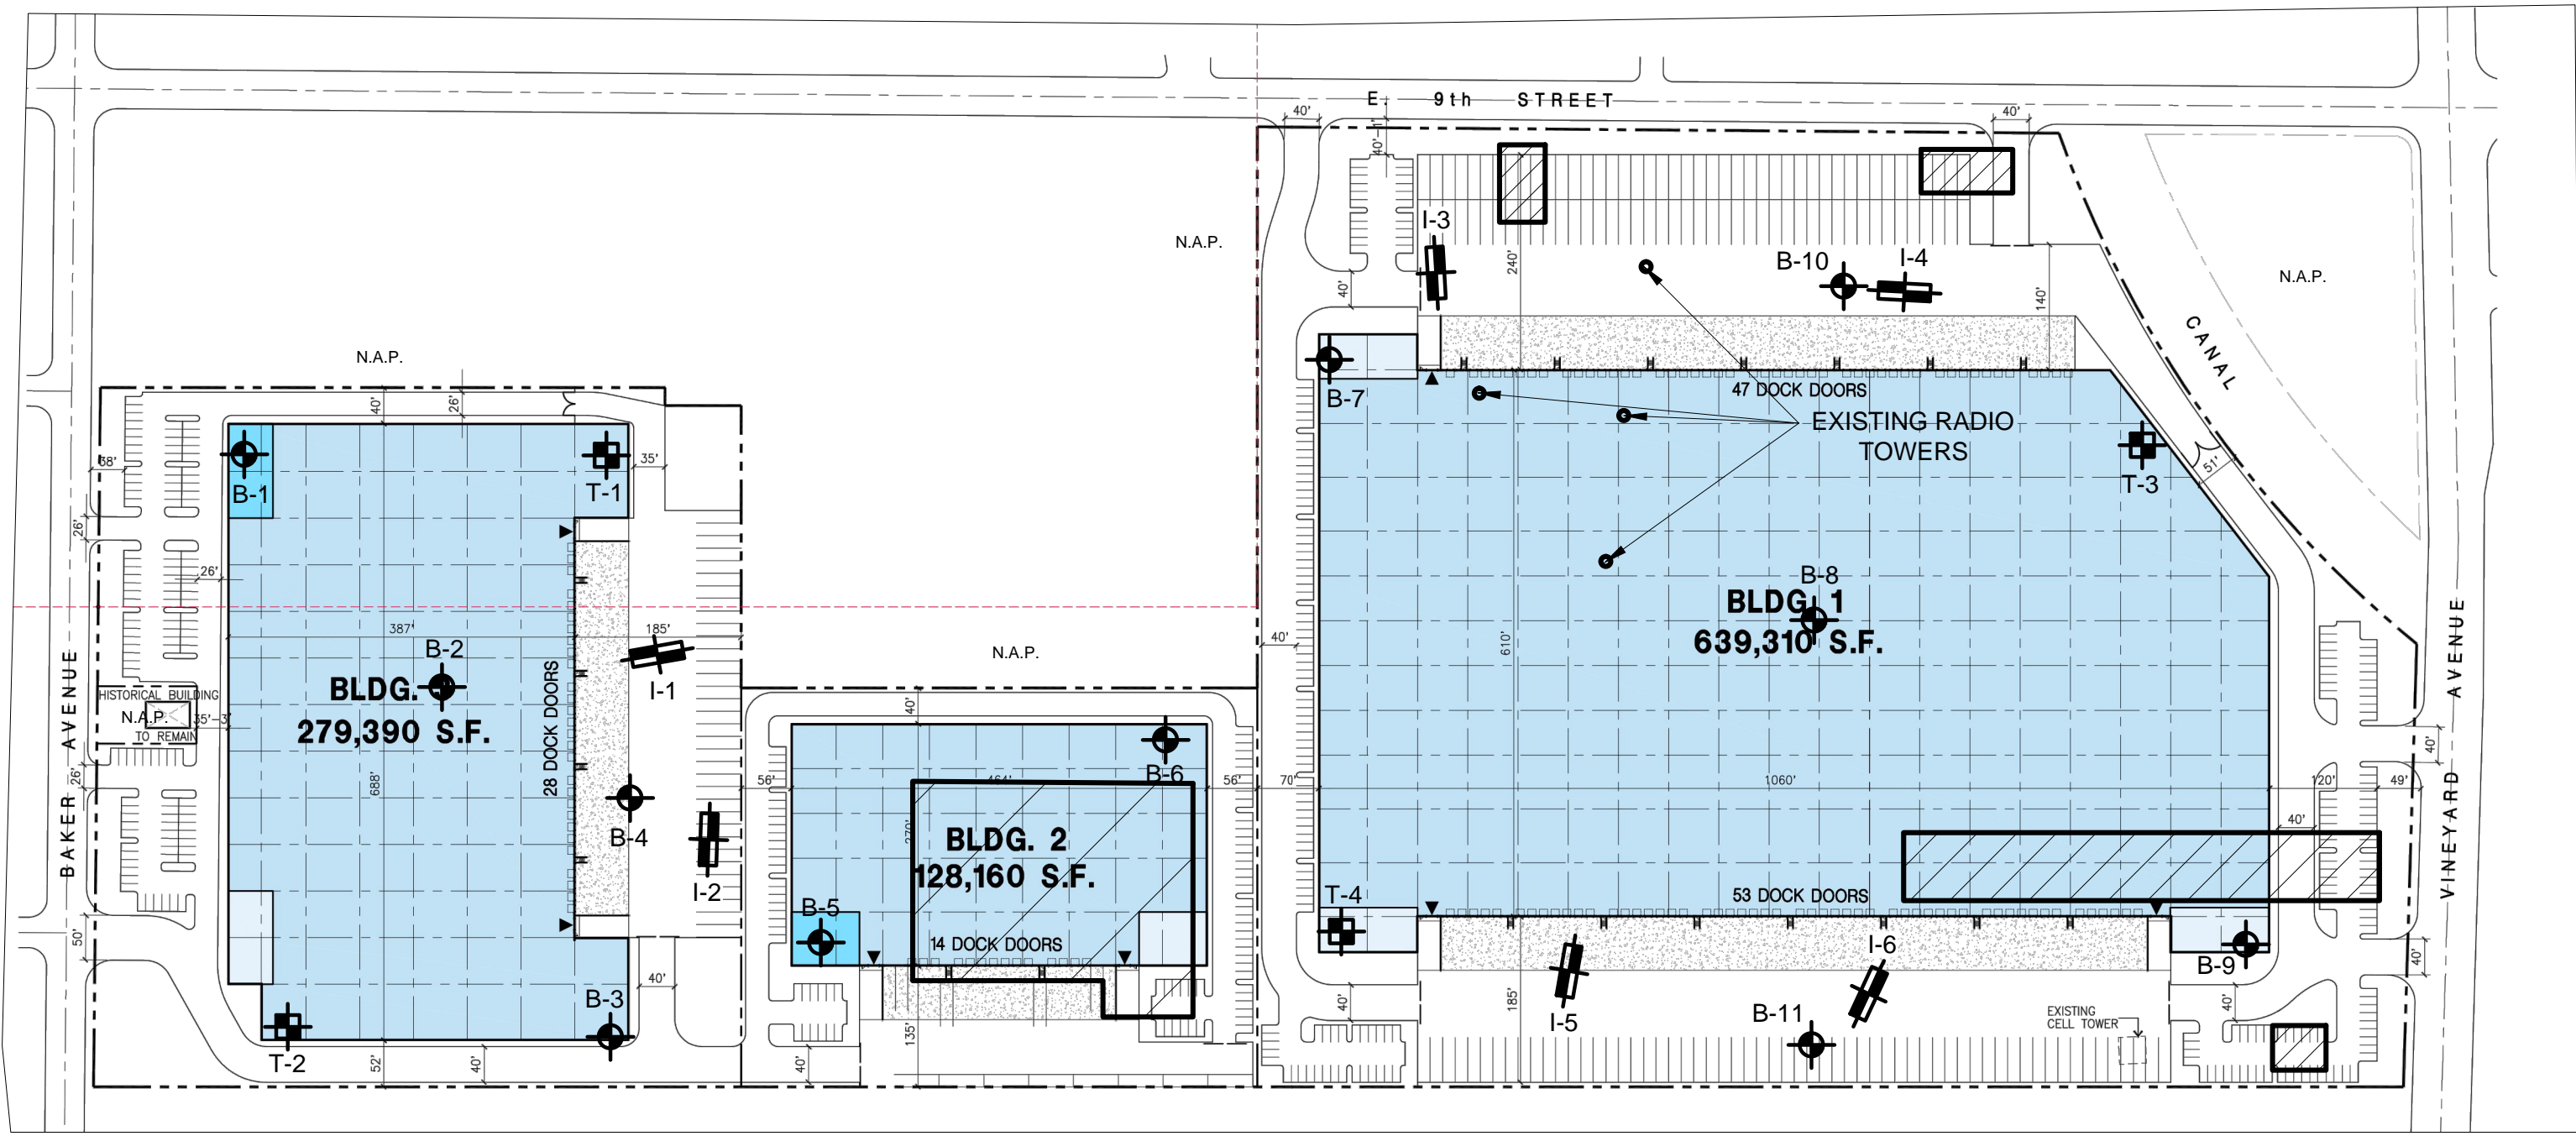 E. 9th STREET
40'
40'
40'-1'
I-3
N.A.P.
240'
B-10
I-4
N.A.P.
40'
140'
CANAL
N.A.P.
B-7
47 DOCK DOORS
40'
26'
EXISTING RADIO
TOWERS
38'
35'
51'
B-1
T-1
T-3
26'
26'
B-8
BLDG. 1
639,310 S.F.
387'
185'
40'
610'
B-2
N.A.P.
I-1
BLDG.
279,390 S.F.
HISTORICAL BUILDING
N.A.P.
TO REMAIN
35'-3"
BAKER AVENUE
VINEYARD AVENUE
28 DOCK DOORS
40'
B-6
40'
26'
688'
56'
464'
56'
70'
1060'
120'
49'
B-4
270'
BLDG. 2
128,160 S.F.
40'
I-2
B-5
T-4
53 DOCK DOORS
14 DOCK DOORS
50'
I-6
B-9
40'
40'
B-3
185'
40'
40'
I-5
B-11
EXISTING
CELL TOWER
135'
T-2
52'
40'
40'